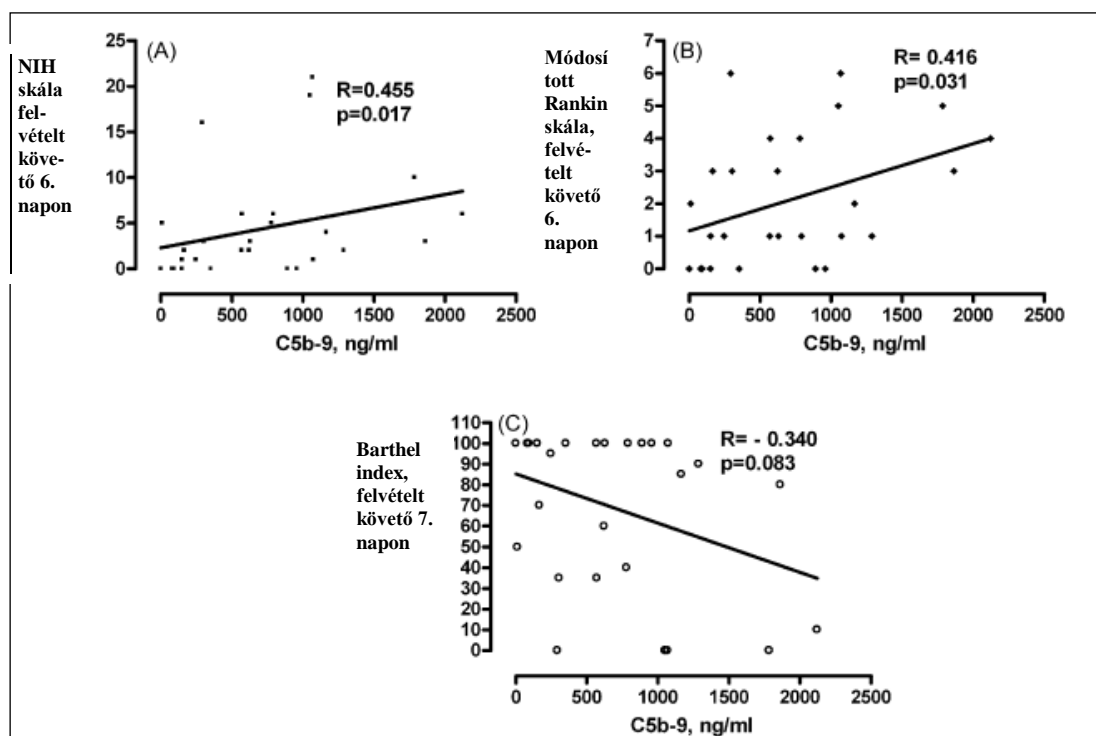 NIH
skála
fel-
vételt
köve-
tő 6.
napon
(A)
R=0.455
p=0.017
25
20
15
10
5
0
0 500 1000 1500 2000 2500
C5b-9, ng/ml
Módosí
tott
Rankin
skála,
felvé-
telt
követő
6.
napon
(B)
R= 0.416
p=0.031
7
6
5
4
3
2
1
0
0 500 1000 1500 2000 2500
C5b-9, ng/ml
Barthel
index,
felvételt
követő 7.
napon
(C)
R= - 0.340
p=0.083
110
100
90
80
70
60
50
40
30
20
10
0
0 500 1000 1500 2000 2500
C5b-9, ng/ml